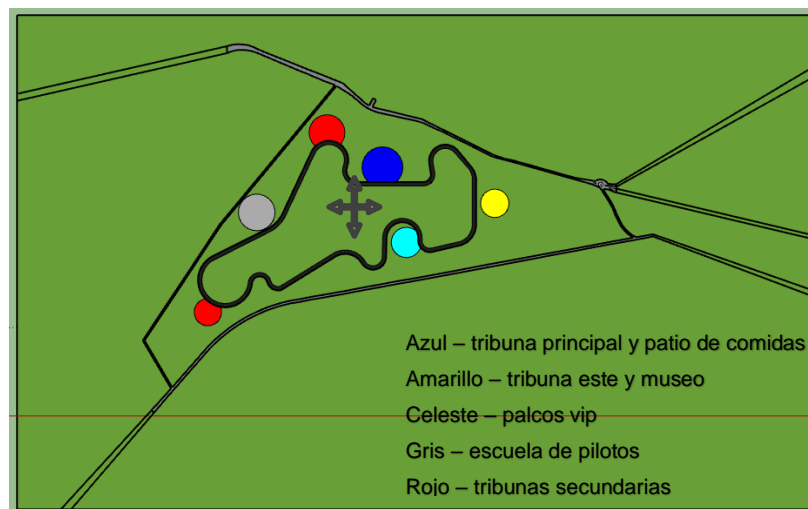 Azul – tribuna principal y patio de comidas
Amarillo – tribuna este y museo
Celeste – palcos vip
Gris – escuela de pilotos
Rojo – tribunas secundarias